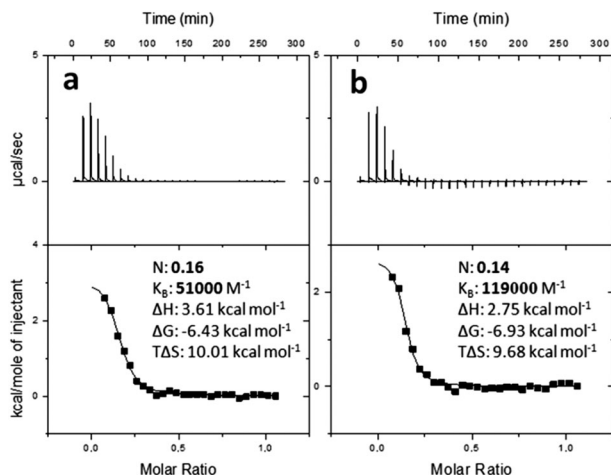 Time (min)
0 50 100 150 200 250 300
5
0
µcal/sec
a
4
2
0
kcal/mole of injectant
N: 0.16
K_B: 51000 M⁻¹
ΔH: 3.61 kcal mol⁻¹
ΔG: -6.43 kcal mol⁻¹
TΔS: 10.01 kcal mol⁻¹
0.0 0.5 1.0
Molar Ratio
Time (min)
0 50 100 150 200 250 300
5
0
b
2
0
N: 0.14
K_B: 119000 M⁻¹
ΔH: 2.75 kcal mol⁻¹
ΔG: -6.93 kcal mol⁻¹
TΔS: 9.68 kcal mol⁻¹
0.0 0.5 1.0
Molar Ratio